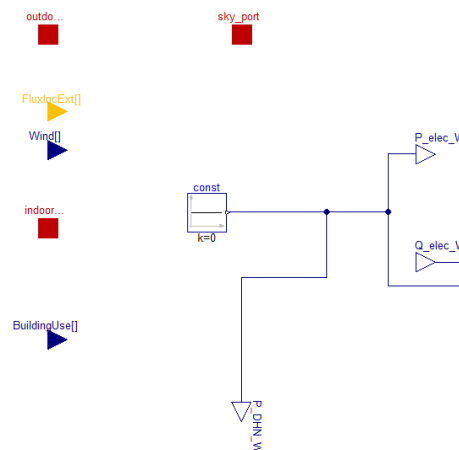 outdo...
sky_port
FluxIncExt[]
Wind[]
P_elec_W
const
indoor...
k=0
Q_elec_W
BuildingUse[]
P_DHN_W